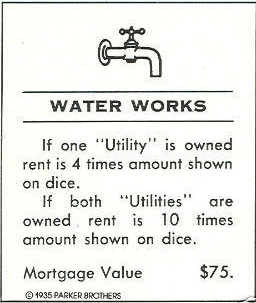 WATER WORKS
If one "Utility" is owned
rent is 4 times amount shown
on dice.
If both "Utilities" are
owned rent is 10 times
amount shown on dice.
Mortgage Value $75.
© 1935 PARKER BROTHERS